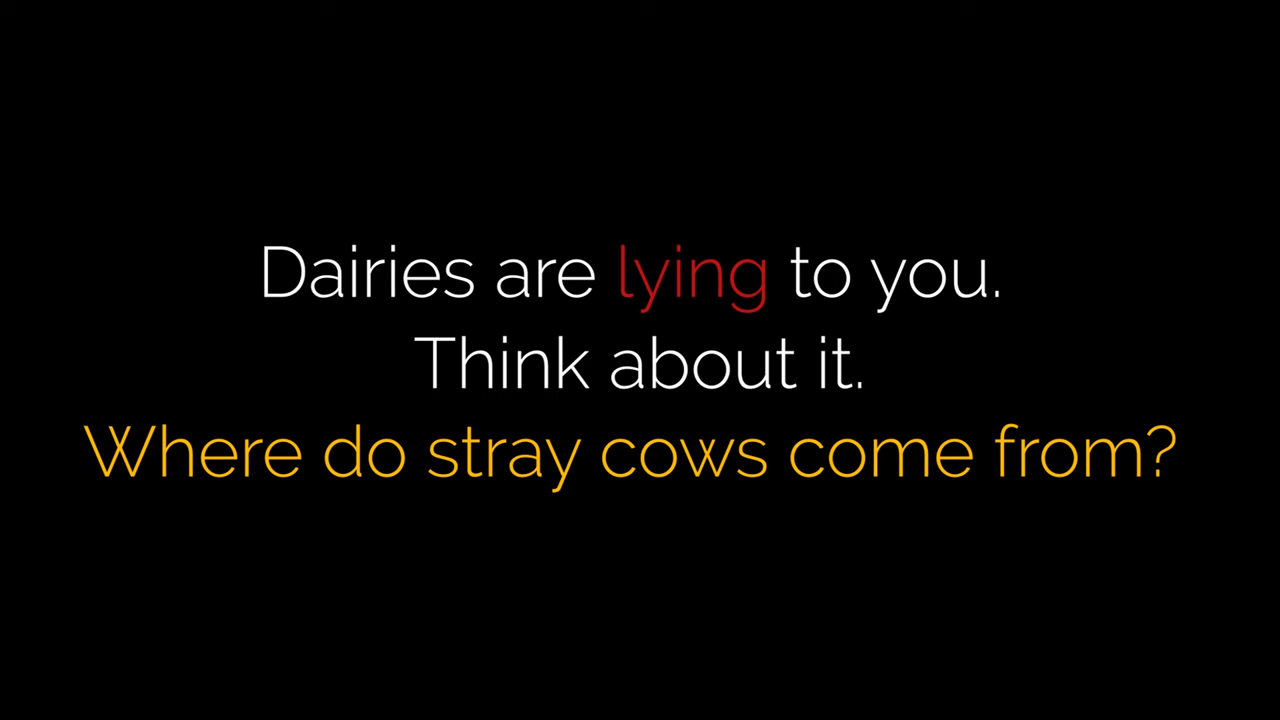 Dairies are lying to you.
Think about it.
Where do stray cows come from?